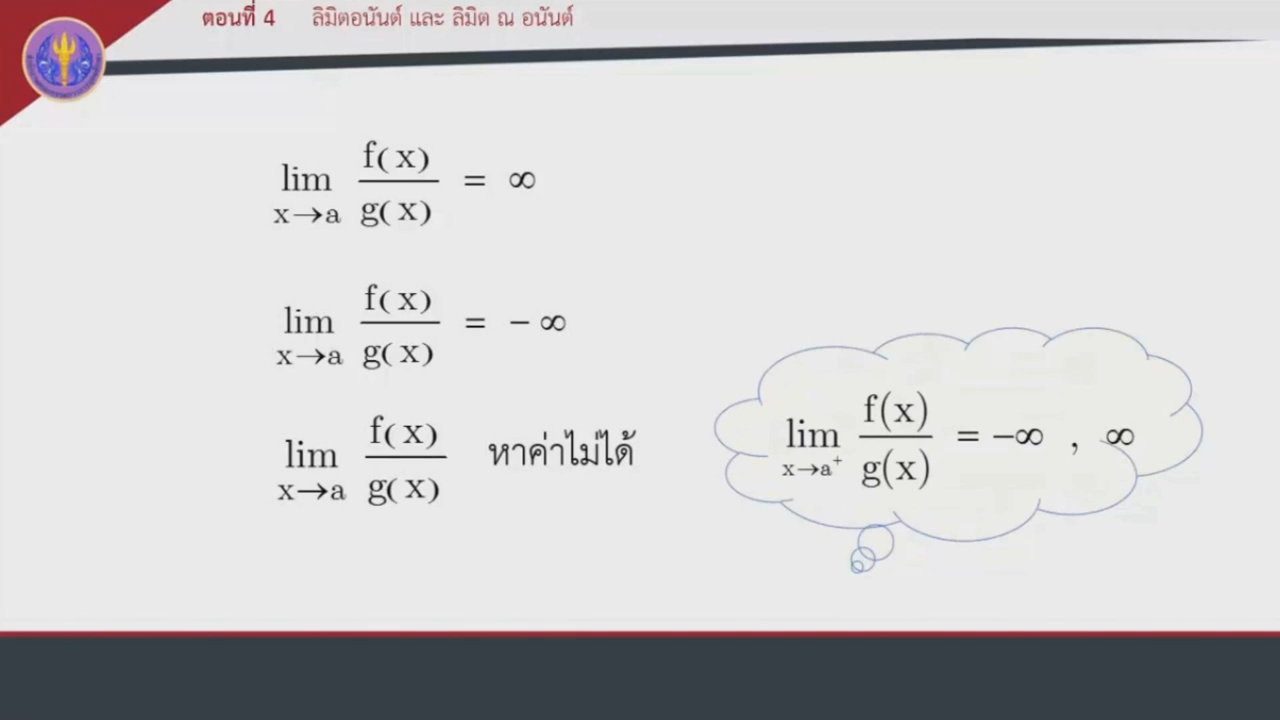 ตอนที่ 4 ลิมิตอนันต์ และ ลิมิต ณ อนันต์
lim x→a f(x)/g(x) = ∞
lim x→a f(x)/g(x) = −∞
lim x→a f(x)/g(x) หาค่าไม่ได้
lim x→a⁺ f(x)/g(x) = −∞ , ∞